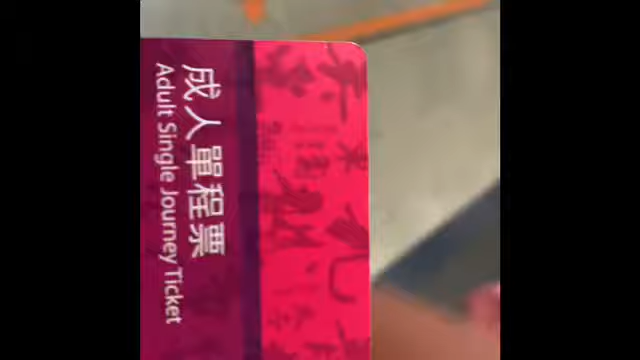 成人單程票
Adult Single Journey Ticket